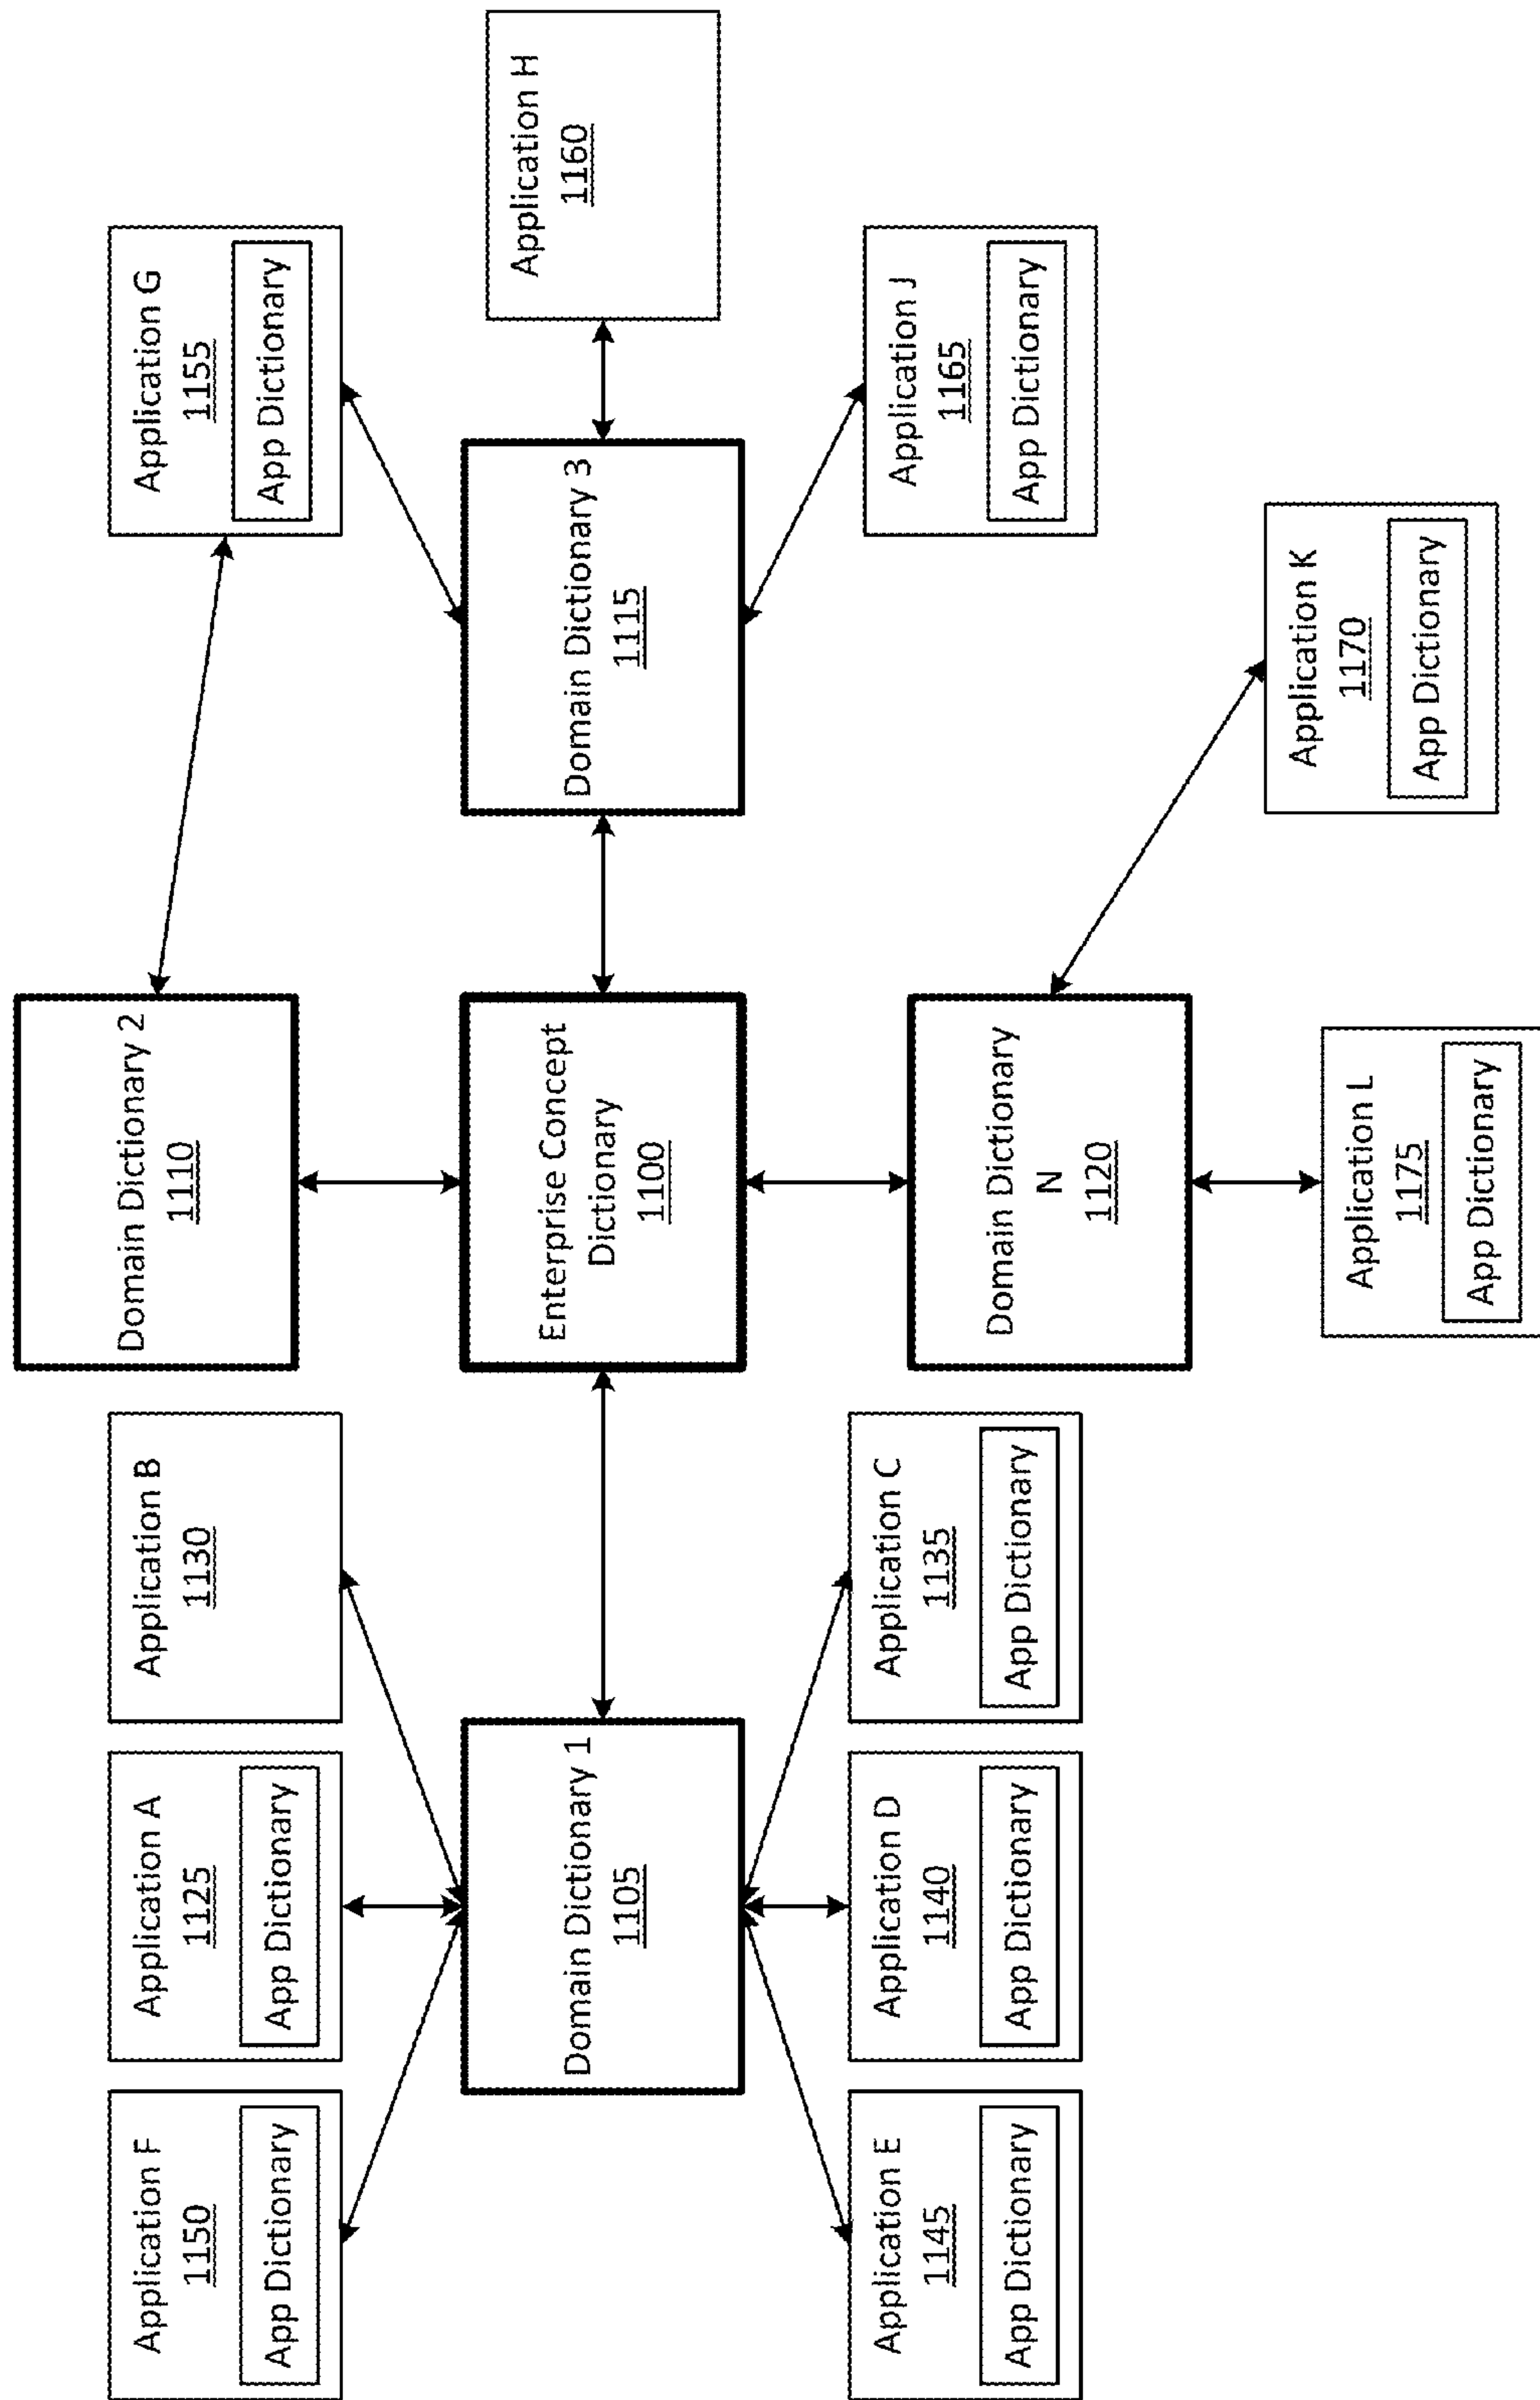 Domain Dictionary 2
1110
Application F
1150
App Dictionary
Application A
1125
App Dictionary
Application B
1130
Application G
1155
App Dictionary
Domain Dictionary 1
1105
Enterprise Concept
Dictionary
1100
Domain Dictionary 3
1115
Application H
1160
Application E
1145
App Dictionary
Application D
1140
App Dictionary
Application C
1135
App Dictionary
Domain Dictionary
N
1120
Application J
1165
App Dictionary
Application L
1175
App Dictionary
Application K
1170
App Dictionary